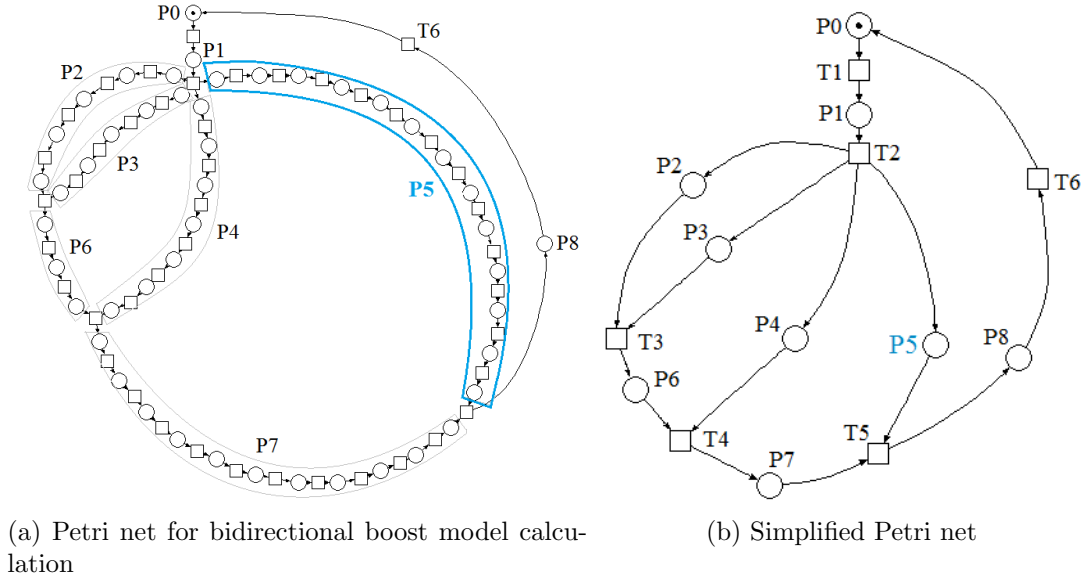 P0
T6
P1
P2
P3
P5
P4
P6
P8
P7
P0
T1
P1
T2
P2
T6
P3
P4
P5
P8
T3
P6
T4
T5
P7
(a) Petri net for bidirectional boost model calcu-
lation
(b) Simplified Petri net